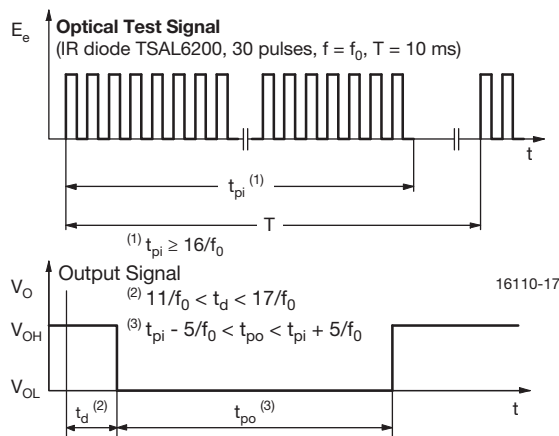 E_e Optical Test Signal
(IR diode TSAL6200, 30 pulses, f = f_0, T = 10 ms)
t
t_pi (1)
T
(1) t_pi ≥ 16/f_0
Output Signal
V_O
16110-17
(2) 11/f_0 < t_d < 17/f_0
V_OH
(3) t_pi - 5/f_0 < t_po < t_pi + 5/f_0
V_OL
t
t_d (2)
t_po (3)